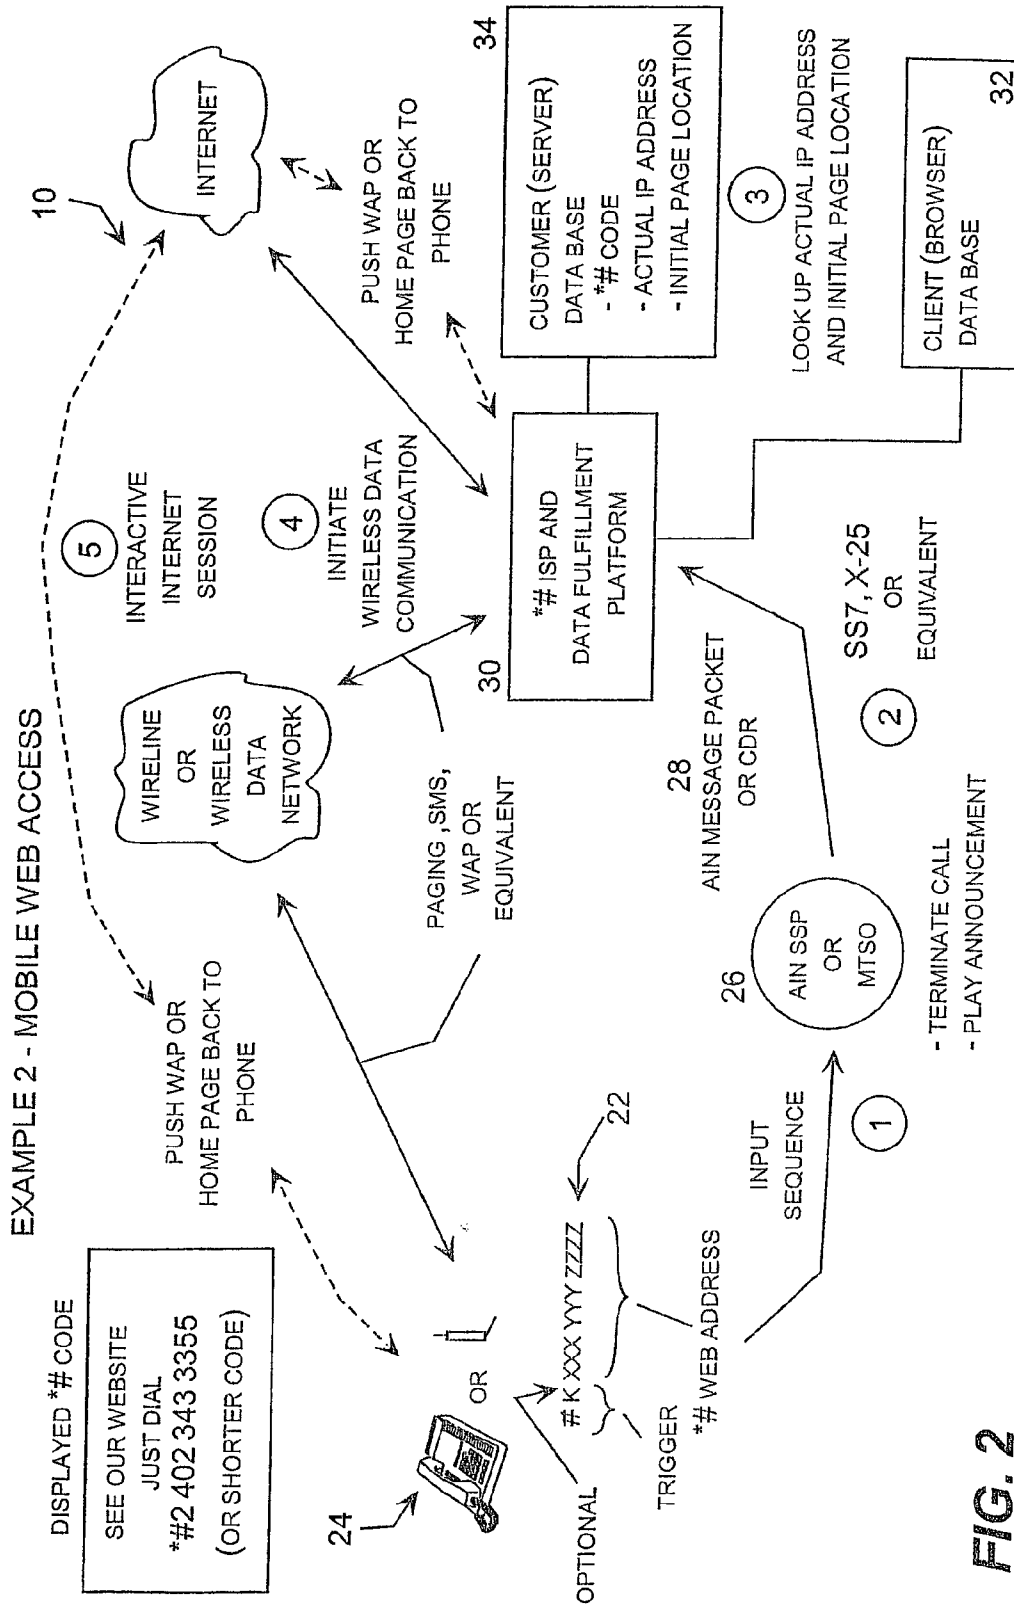 EXAMPLE 2 - MOBILE WEB ACCESS
DISPLAYED *# CODE
SEE OUR WEBSITE
JUST DIAL
*#2 402 343 3355
(OR SHORTER CODE)
24
OR
OPTIONAL
# K XXX YYY ZZZZ
22
TRIGGER
*# WEB ADDRESS
INPUT
SEQUENCE
1
PUSH WAP OR
HOME PAGE BACK TO
PHONE
WIRELINE
OR
WIRELESS
DATA
NETWORK
PAGING ,SMS,
WAP OR
EQUIVALENT
26
AIN SSP
OR
MTSO
- TERMINATE CALL
- PLAY ANNOUNCEMENT
28
AIN MESSAGE PACKET
OR CDR
2
SS7, X-25
OR
EQUIVALENT
5
INTERACTIVE
INTERNET
SESSION
4
INITIATE
WIRELESS DATA
COMMUNICATION
30
*# ISP AND
DATA FULFILLMENT
PLATFORM
10
INTERNET
PUSH WAP OR
HOME PAGE BACK TO
PHONE
34
CUSTOMER (SERVER)
DATA BASE
- *# CODE
- ACTUAL IP ADDRESS
- INITIAL PAGE LOCATION
3
LOOK UP ACTUAL IP ADDRESS
AND INITIAL PAGE LOCATION
CLIENT (BROWSER)
DATA BASE
32
FIG. 2